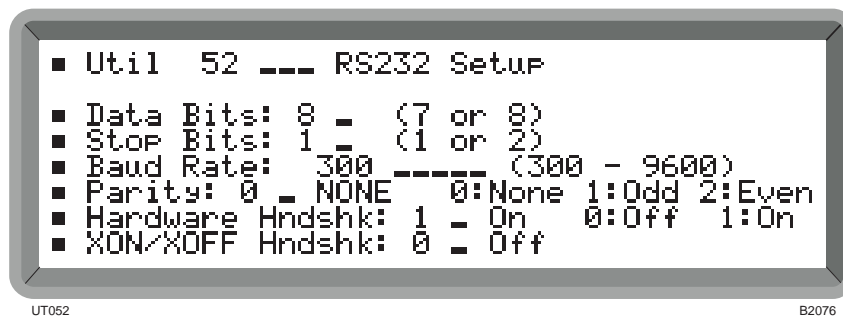 ■ Util 52 ___ RS232 Setup
■ Data Bits: 8 _ (7 or 8)
■ Stop Bits: 1 _ (1 or 2)
■ Baud Rate: 300 _____ (300 - 9600)
■ Parity: 0 _ NONE 0:None 1:Odd 2:Even
■ Hardware Hndshk: 1 _ On 0:Off 1:On
■ XON/XOFF Hndshk: 0 _ Off
UT052 B2076